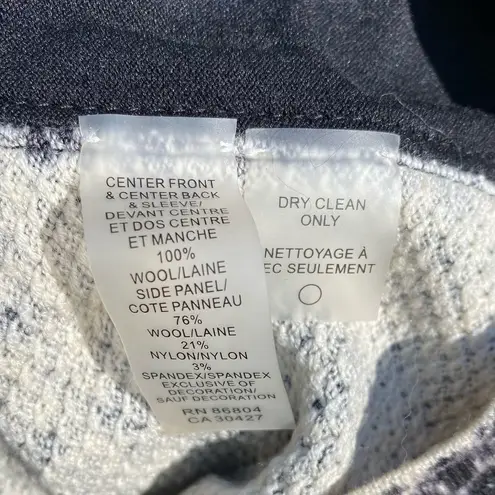 CENTER FRONT
& CENTER BACK
& SLEEVE/
DEVANT CENTRE
ET DOS CENTRE
ET MANCHE
100%
WOOL/LAINE
SIDE PANEL/
COTE PANNEAU
76%
WOOL/LAINE
21%
NYLON/NYLON
3%
SPANDEX/SPANDEX
EXCLUSIVE OF
DECORATION/
SAUF DECORATION
RN 86804
CA 30427
DRY CLEAN
ONLY
NETTOYAGE À
EC SEULEMENT